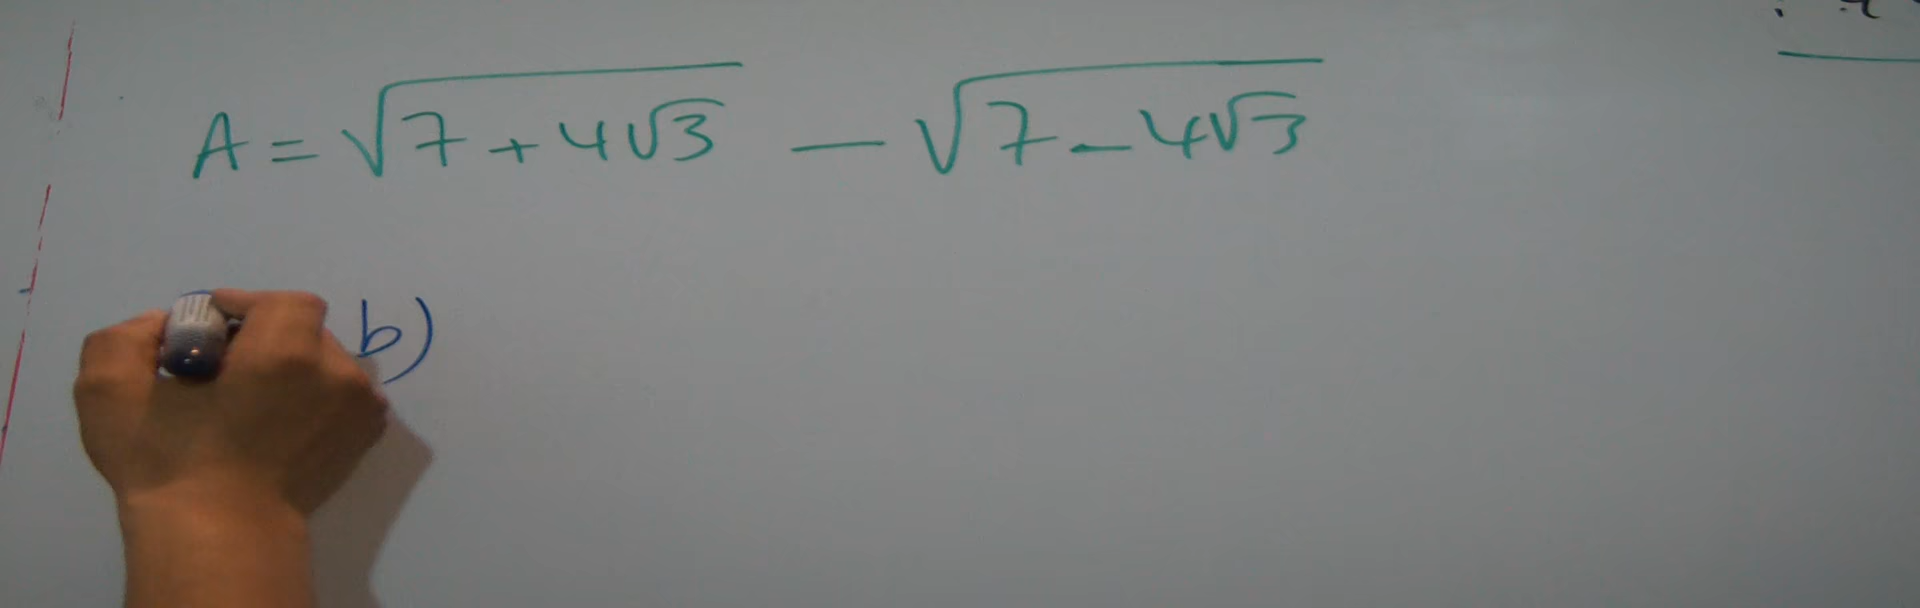 A = √(7 + 4√3) − √(7 − 4√3)
b)